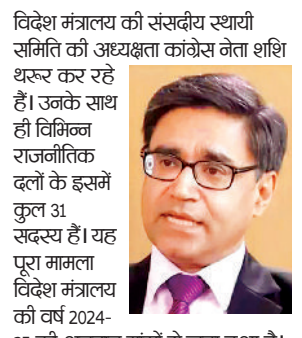 विदेश मंत्रालय की संसदीय स्थायी
समिति की अध्यक्षता कांग्रेस नेता शशि
थरूर कर रहे
हैं। उनके साथ
ही विभिन्न
राजनीतिक
दलों के इसमें
कुल 31
सदस्य हैं। यह
पूरा मामला
विदेश मंत्रालय
की वर्ष 2024-